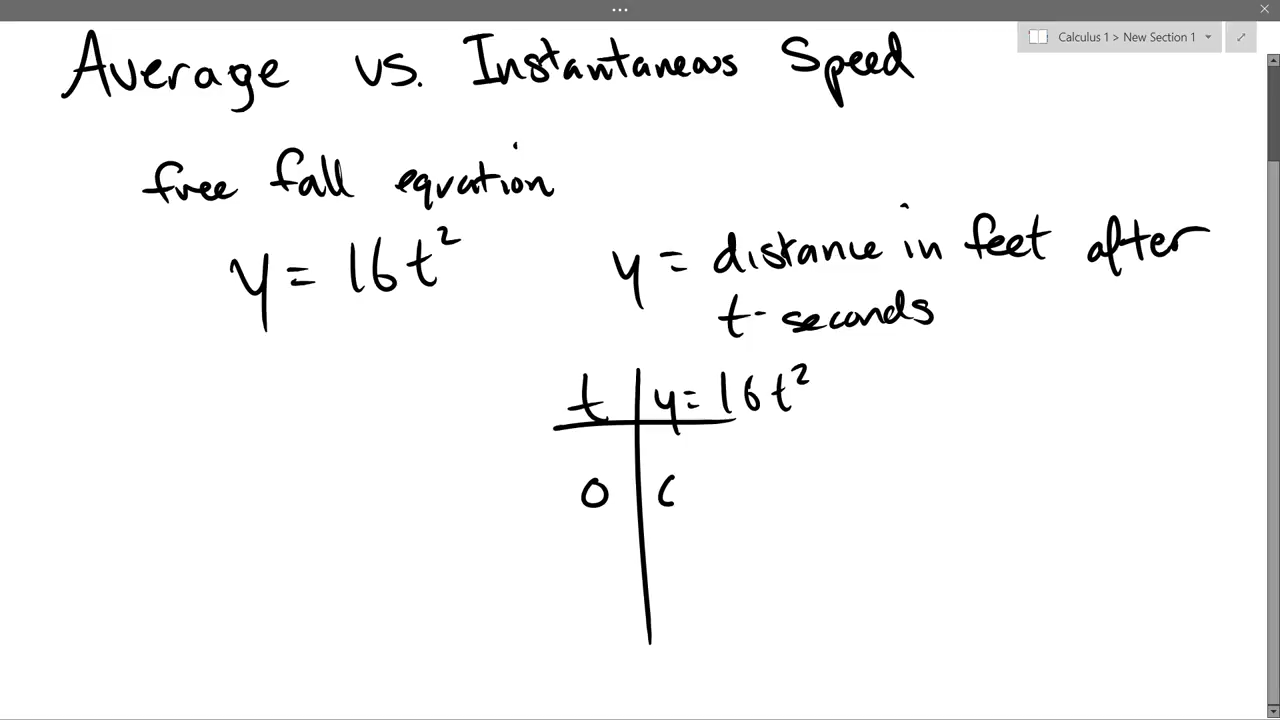 Calculus 1 > New Section 1
Average vs. Instantaneous Speed
free fall equation
y = 16t²
y = distance in feet after
t - seconds
t y = 16t²
0